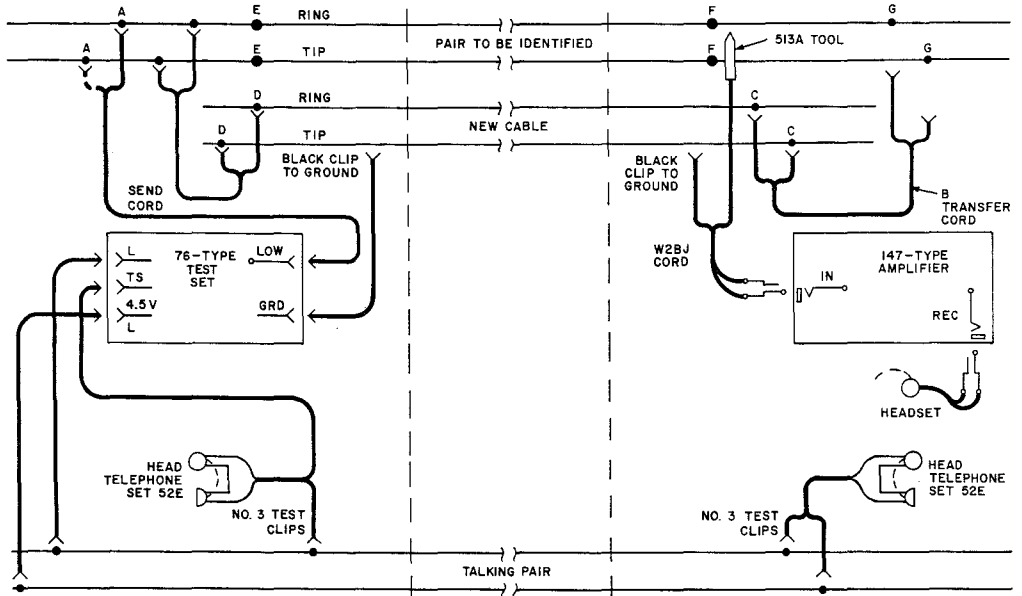 A
E
RING
F
G
PAIR TO BE IDENTIFIED
513A TOOL
A
E
TIP
F
G
D
RING
C
NEW CABLE
D
TIP
C
BLACK CLIP
TO GROUND
BLACK
CLIP TO
GROUND
SEND
CORD
B
TRANSFER
CORD
W2BJ
CORD
L
76-TYPE
TEST
SET
LOW
TS
4.5V
GRD
L
147-TYPE
AMPLIFIER
IN
REC
HEADSET
HEAD
TELEPHONE
SET 52E
NO. 3 TEST
CLIPS
HEAD
TELEPHONE
SET 52E
NO. 3 TEST
CLIPS
TALKING PAIR